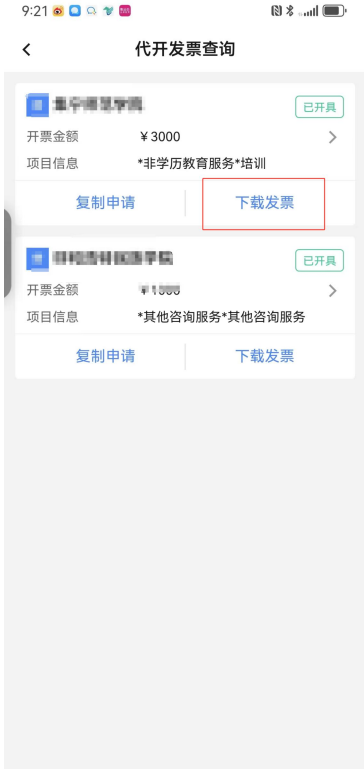 9:21
代开发票查询
已开具
开票金额 ¥3000
项目信息 *非学历教育服务*培训
复制申请 下载发票
已开具
开票金额
项目信息 *其他咨询服务*其他咨询服务
复制申请 下载发票